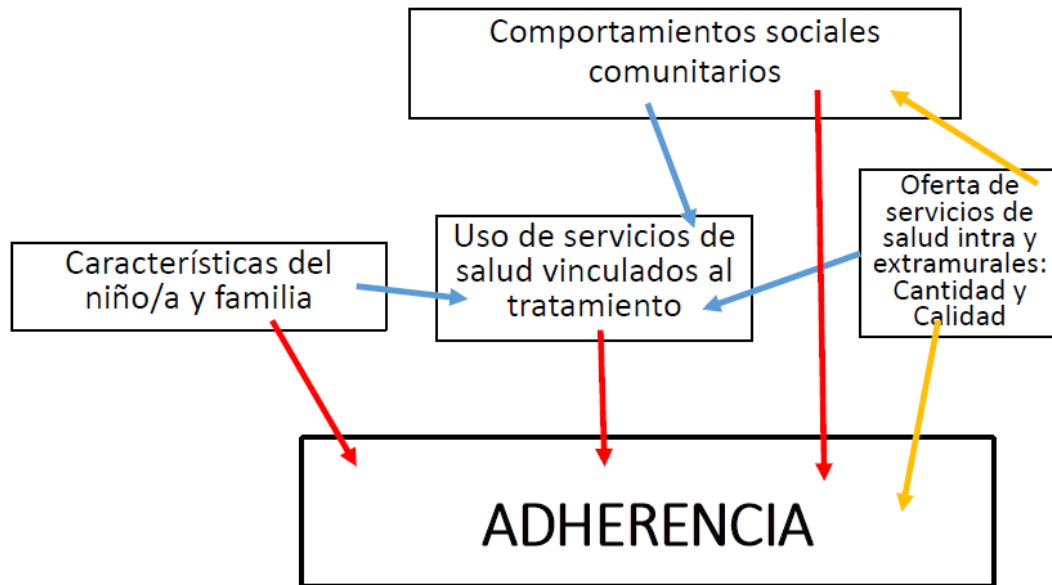 Comportamientos sociales
comunitarios
Oferta de
servicios de
salud intra y
extramurales:
Cantidad y
Calidad
Uso de servicios de
salud vinculados al
tratamiento
Características del
niño/a y familia
ADHERENCIA